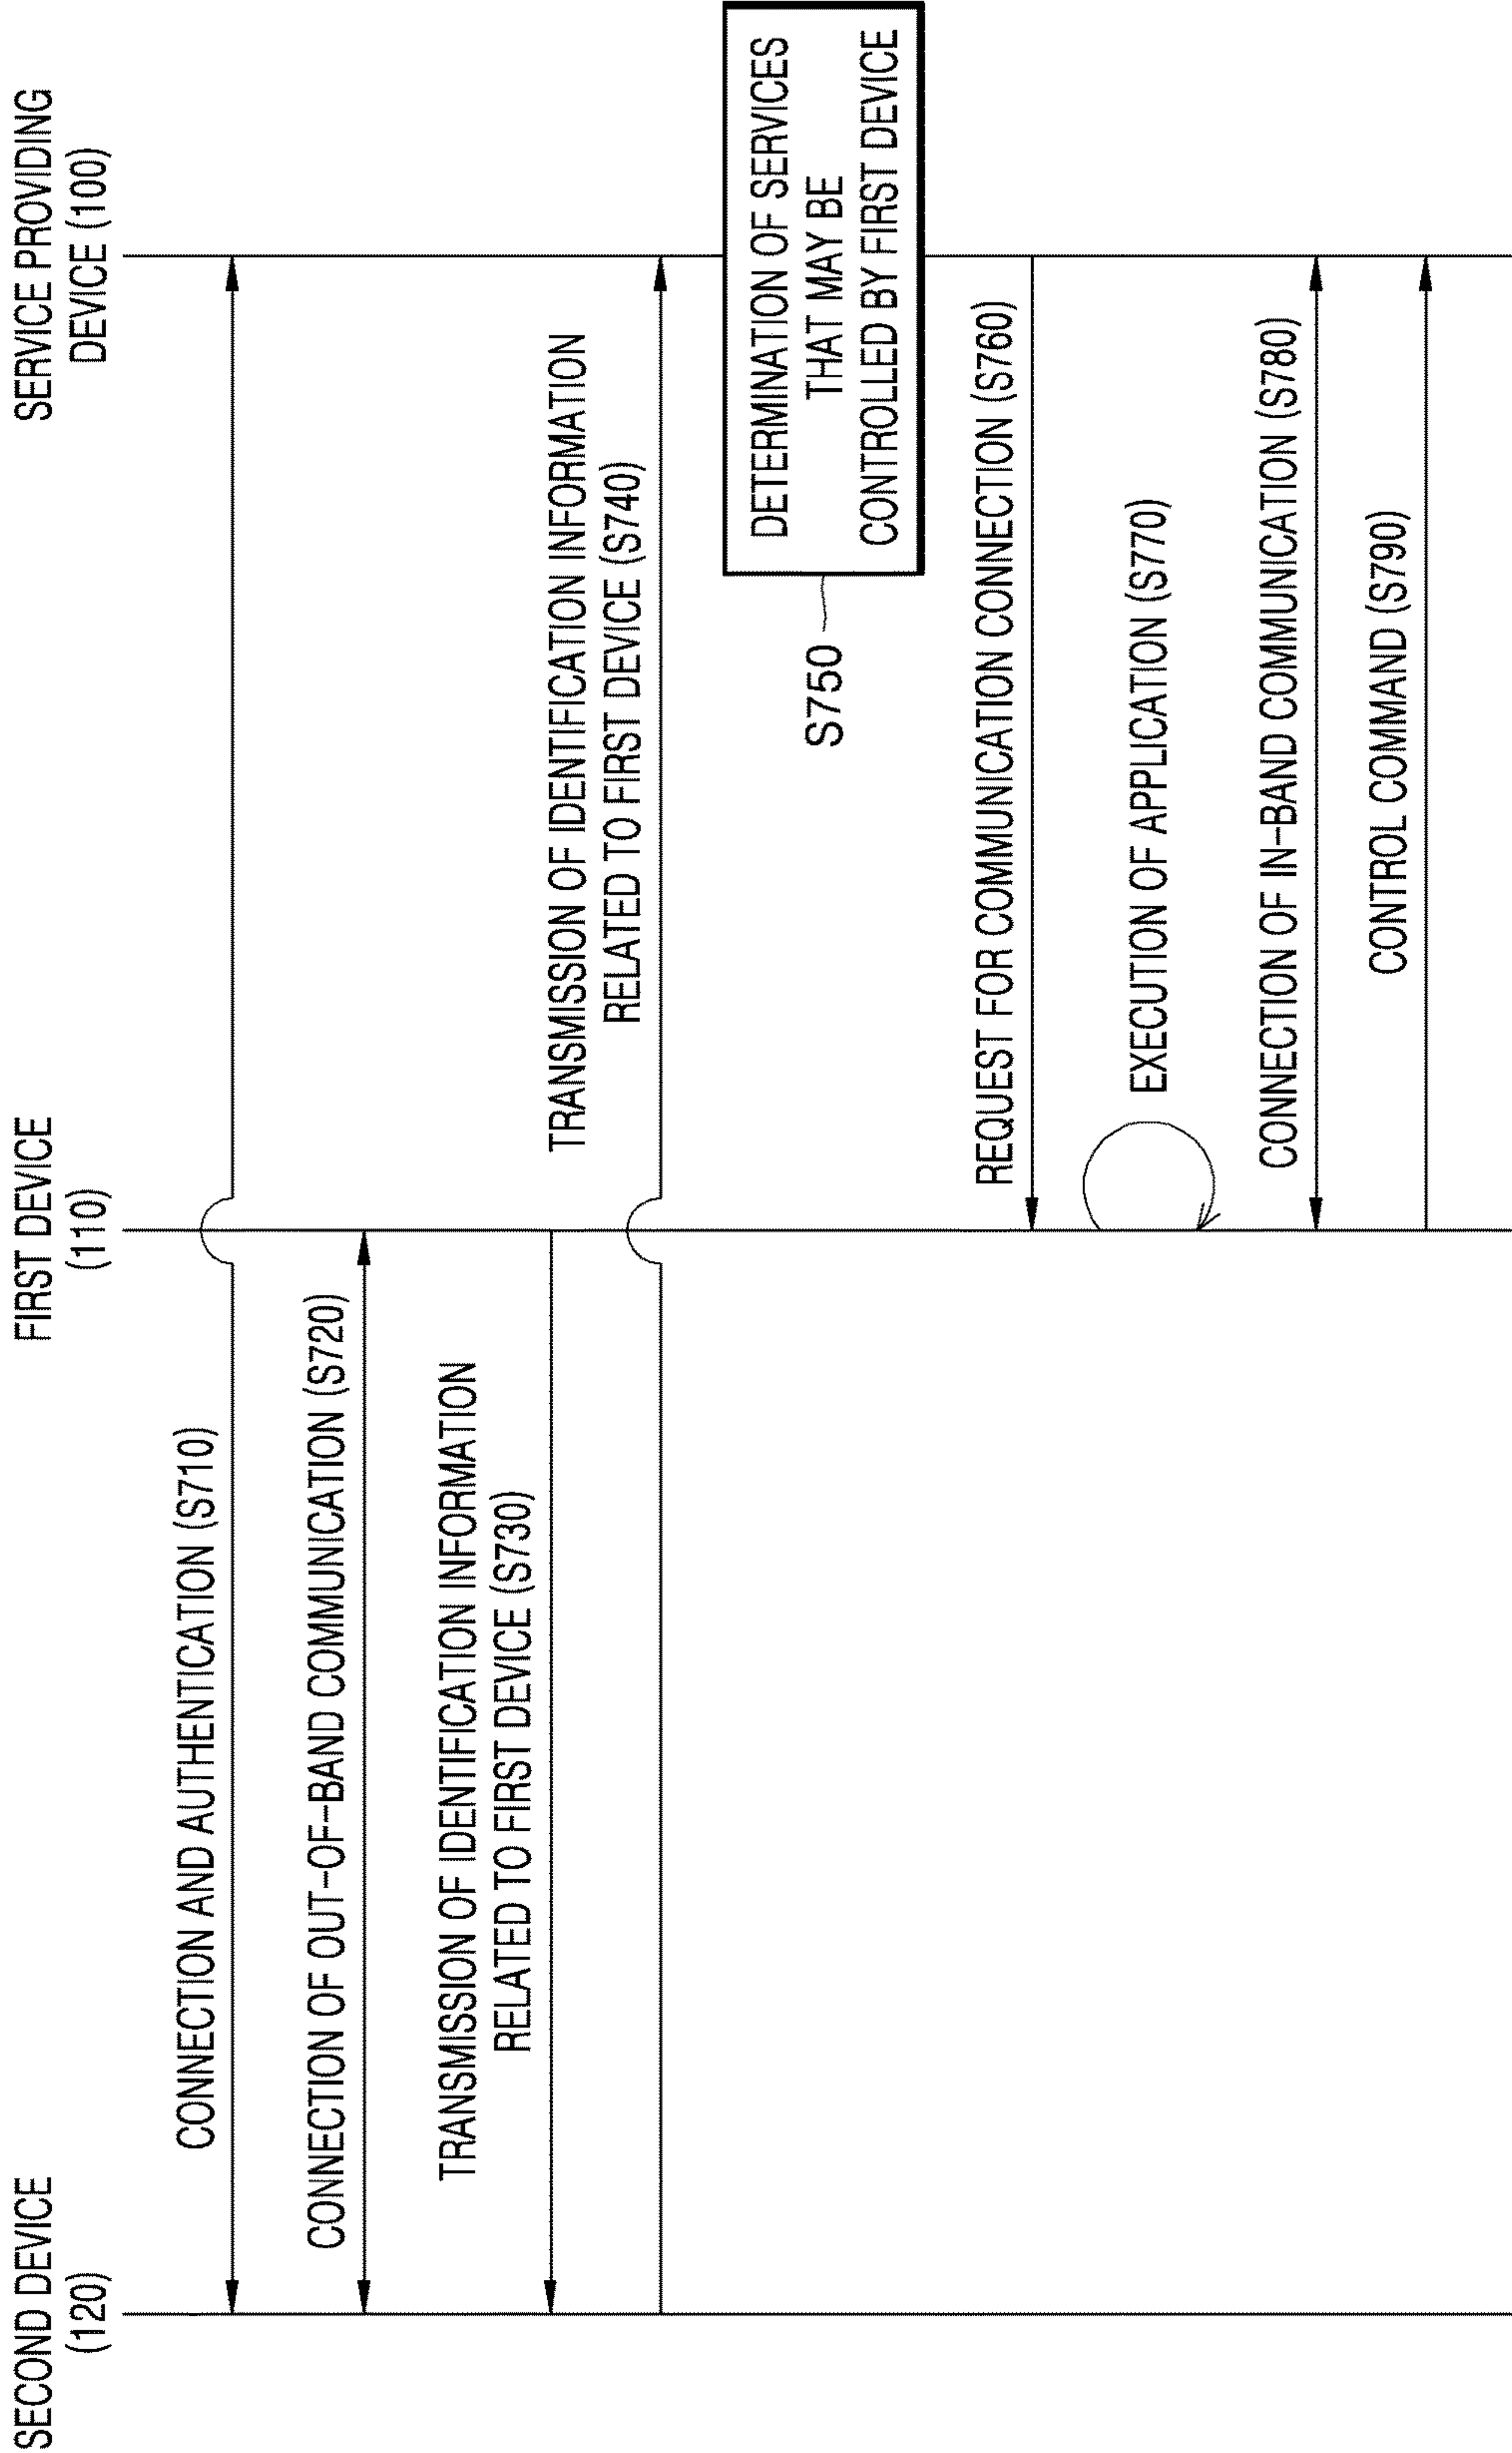 SECOND DEVICE
(120)
FIRST DEVICE
(110)
SERVICE PROVIDING
DEVICE (100)
CONNECTION AND AUTHENTICATION (S710)
CONNECTION OF OUT-OF-BAND COMMUNICATION (S720)
TRANSMISSION OF IDENTIFICATION INFORMATION
RELATED TO FIRST DEVICE (S730)
TRANSMISSION OF IDENTIFICATION INFORMATION
RELATED TO FIRST DEVICE (S740)
S750
DETERMINATION OF SERVICES
THAT MAY BE
CONTROLLED BY FIRST DEVICE
REQUEST FOR COMMUNICATION CONNECTION (S760)
EXECUTION OF APPLICATION (S770)
CONNECTION OF IN-BAND COMMUNICATION (S780)
CONTROL COMMAND (S790)